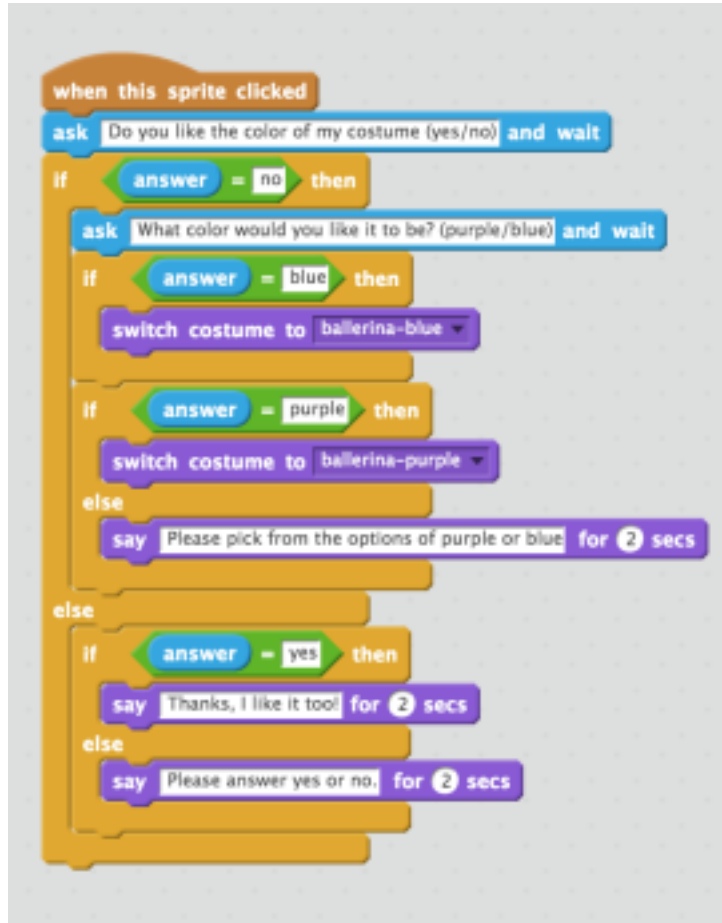 when this sprite clicked
ask Do you like the color of my costume (yes/no) and wait
if answer = no then
ask What color would you like it to be? (purple/blue) and wait
if answer = blue then
switch costume to ballerina-blue
if answer = purple then
switch costume to ballerina-purple
else
say Please pick from the options of purple or blue for 2 secs
else
if answer = yes then
say Thanks, I like it too! for 2 secs
else
say Please answer yes or no. for 2 secs